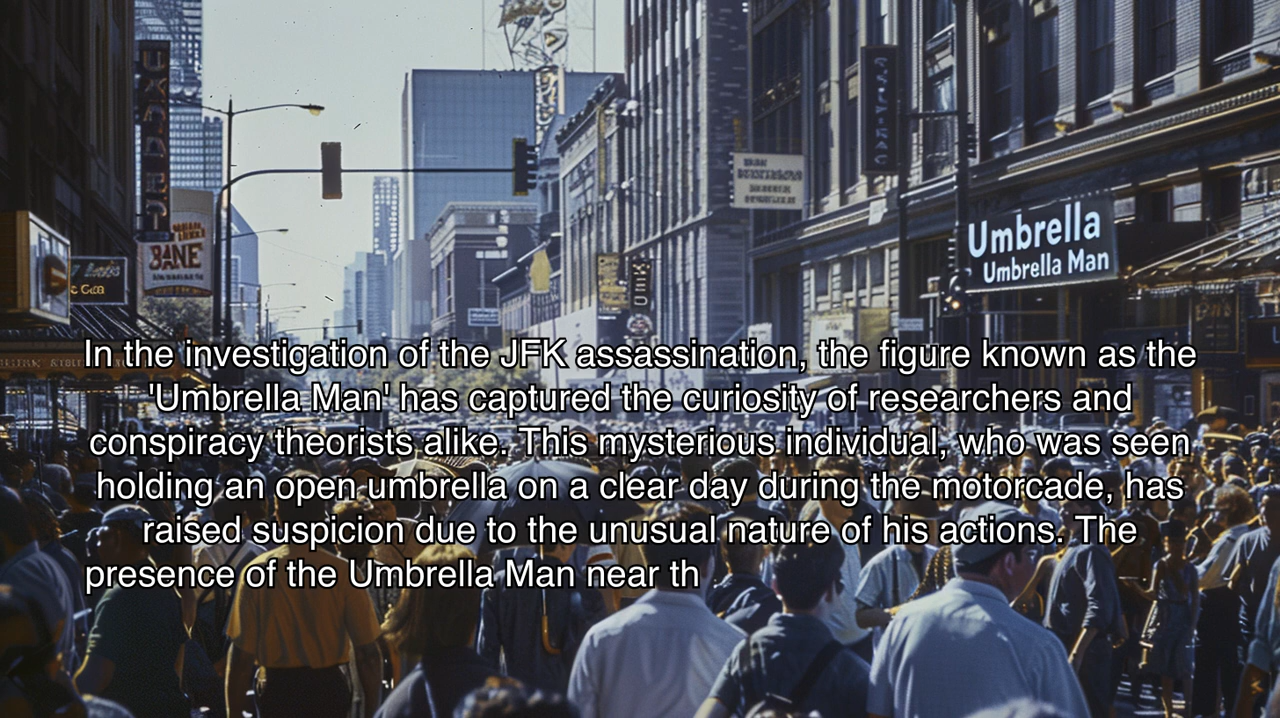 BANE
Umbrella
Umbrella Man
In the investigation of the JFK assassination, the figure known as the
'Umbrella Man' has captured the curiosity of researchers and
conspiracy theorists alike. This mysterious individual, who was seen
holding an open umbrella on a clear day during the motorcade, has
raised suspicion due to the unusual nature of his actions. The
presence of the Umbrella Man near th